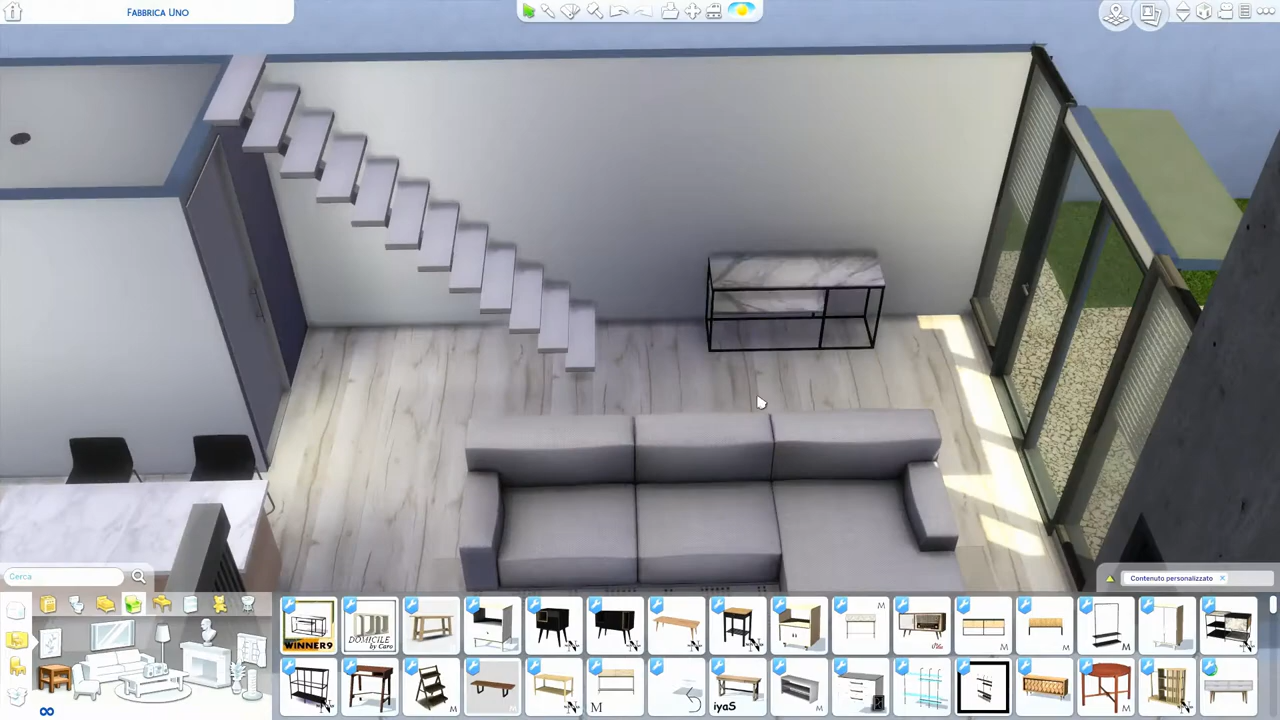 FABBRICA UNO
Cerca
Contenuto personalizzato
WINNER9
DOMICILE
by Caro
M
M
M
M
M
M
M
iyaS
M
M
M